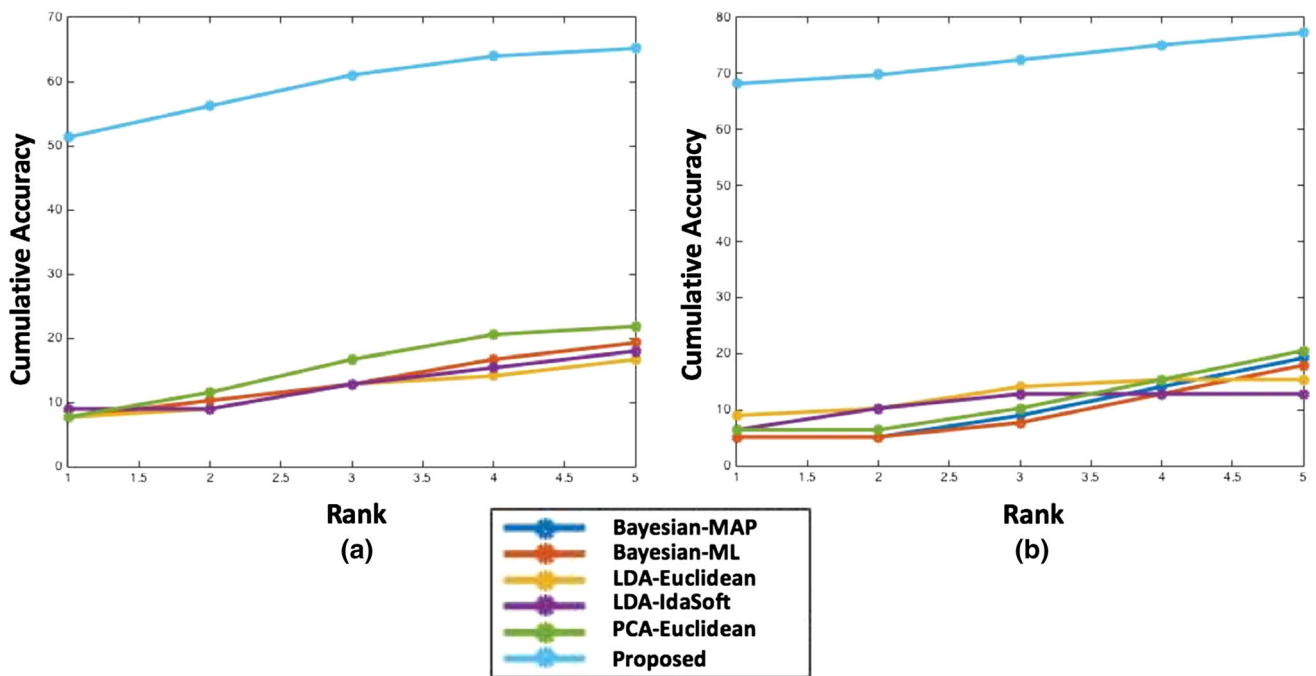 70
60
50
40
30
20
10
0
1 1.5 2 2.5 3 3.5 4 4.5 5
Cumulative Accuracy
Rank
(a)
80
70
60
50
40
30
20
10
0
1 1.5 2 2.5 3 3.5 4 4.5 5
Cumulative Accuracy
Rank
(b)
Bayesian-MAP
Bayesian-ML
LDA-Euclidean
LDA-IdaSoft
PCA-Euclidean
Proposed